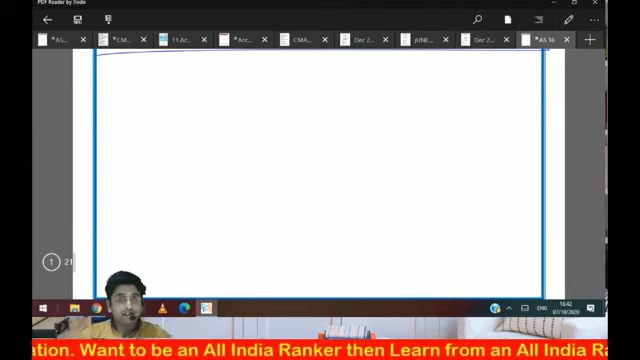 PDF Reader by Xodo
*AS...
*CM...
11.Ac
*Acc...
CMA...
Dec 2...
jUNE...
Dec 2...
*AS 16
1 21
ENG
16:42
07/10/2020
ation. Want to be an All India Ranker then Learn from an All India Ra